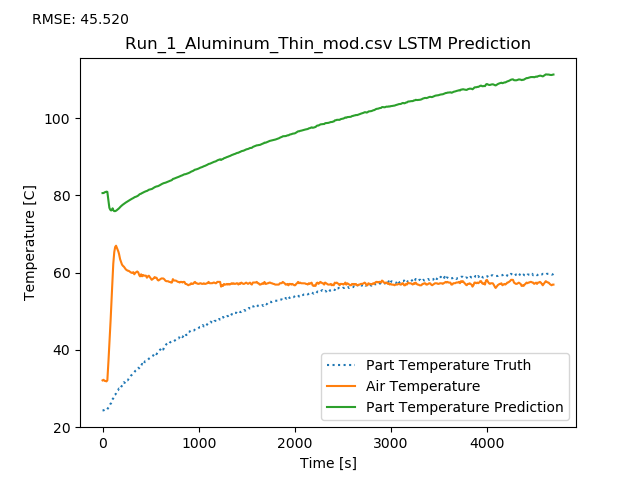 RMSE: 45.520
Run_1_Aluminum_Thin_mod.csv LSTM Prediction
Temperature [C]
100
80
60
40
20
Part Temperature Truth
Air Temperature
Part Temperature Prediction
0 1000 2000 3000 4000
Time [s]